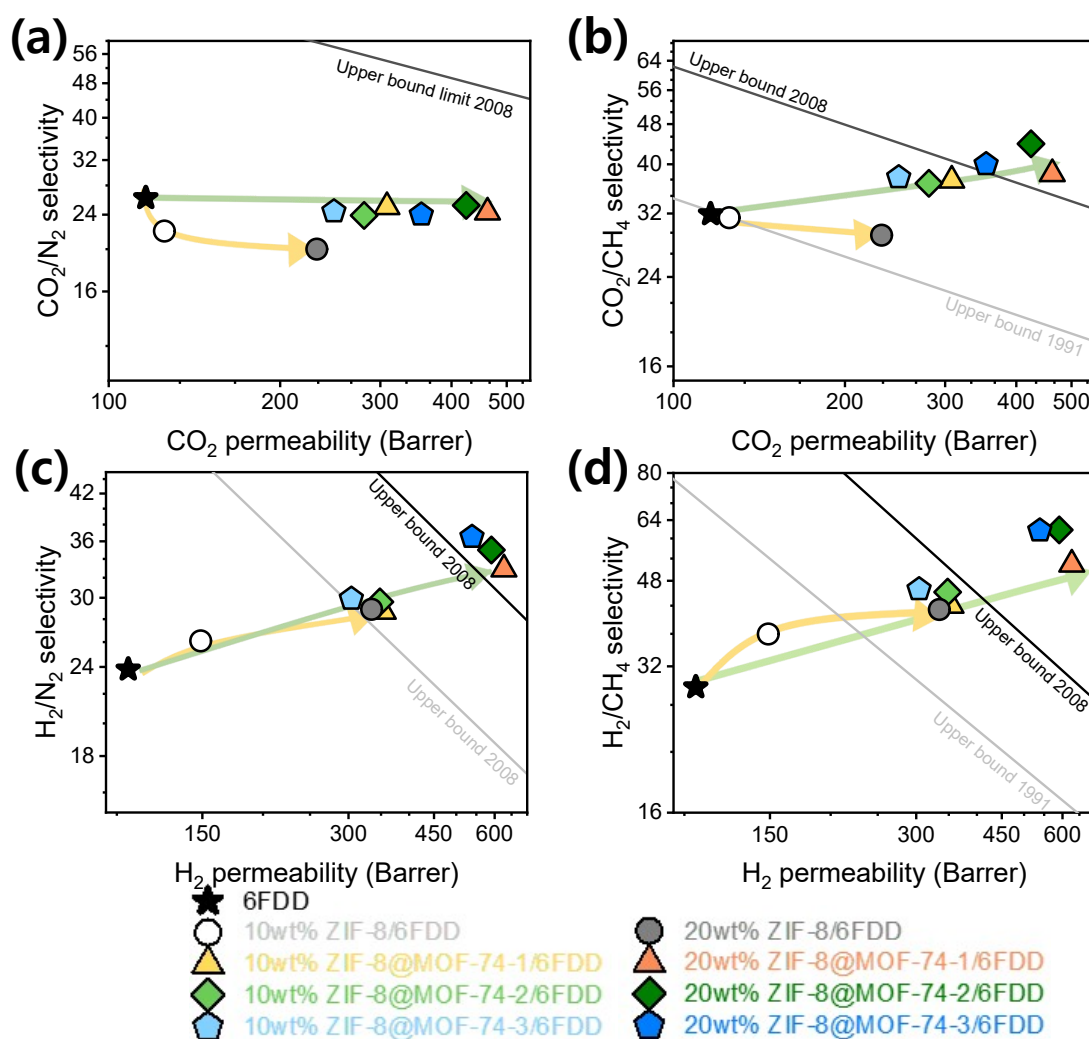 (a)
56
48
40
32
24
16
CO₂/N₂ selectivity
Upper bound limit 2008
100
200
300
400
500
CO₂ permeability (Barrer)
(b)
64
56
48
40
32
24
16
CO₂/CH₄ selectivity
Upper bound 2008
Upper bound 1991
100
200
300
400
500
CO₂ permeability (Barrer)
(c)
42
36
30
24
18
H₂/N₂ selectivity
Upper bound 2008
Upper bound 2008
150
300
450
600
H₂ permeability (Barrer)
(d)
80
64
48
32
16
H₂/CH₄ selectivity
Upper bound 2008
Upper bound 1991
150
300
450
600
H₂ permeability (Barrer)
6FDD
10wt% ZIF-8/6FDD
20wt% ZIF-8/6FDD
10wt% ZIF-8@MOF-74-1/6FDD
20wt% ZIF-8@MOF-74-1/6FDD
10wt% ZIF-8@MOF-74-2/6FDD
20wt% ZIF-8@MOF-74-2/6FDD
10wt% ZIF-8@MOF-74-3/6FDD
20wt% ZIF-8@MOF-74-3/6FDD